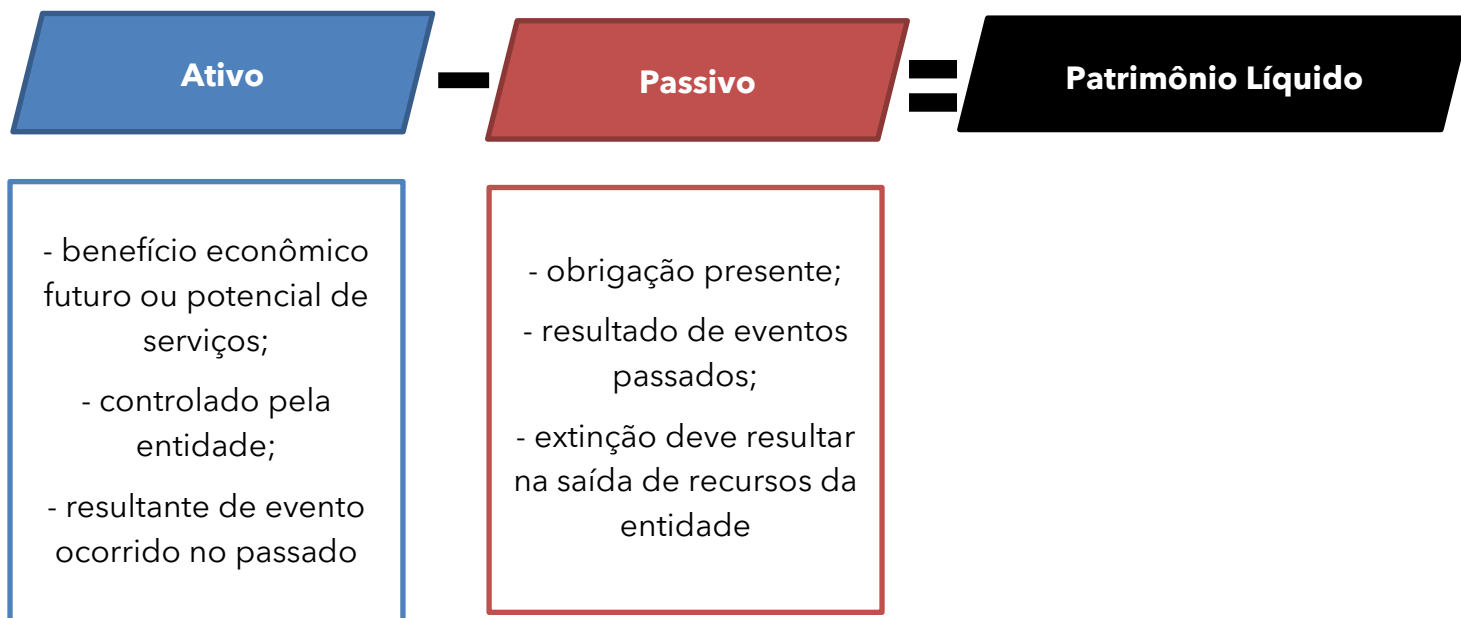 Ativo
Passivo
Patrimônio Líquido
- benefício econômico
futuro ou potencial de
serviços;
- controlado pela
entidade;
- resultante de evento
ocorrido no passado
- obrigação presente;
- resultado de eventos
passados;
- extinção deve resultar
na saída de recursos da
entidade